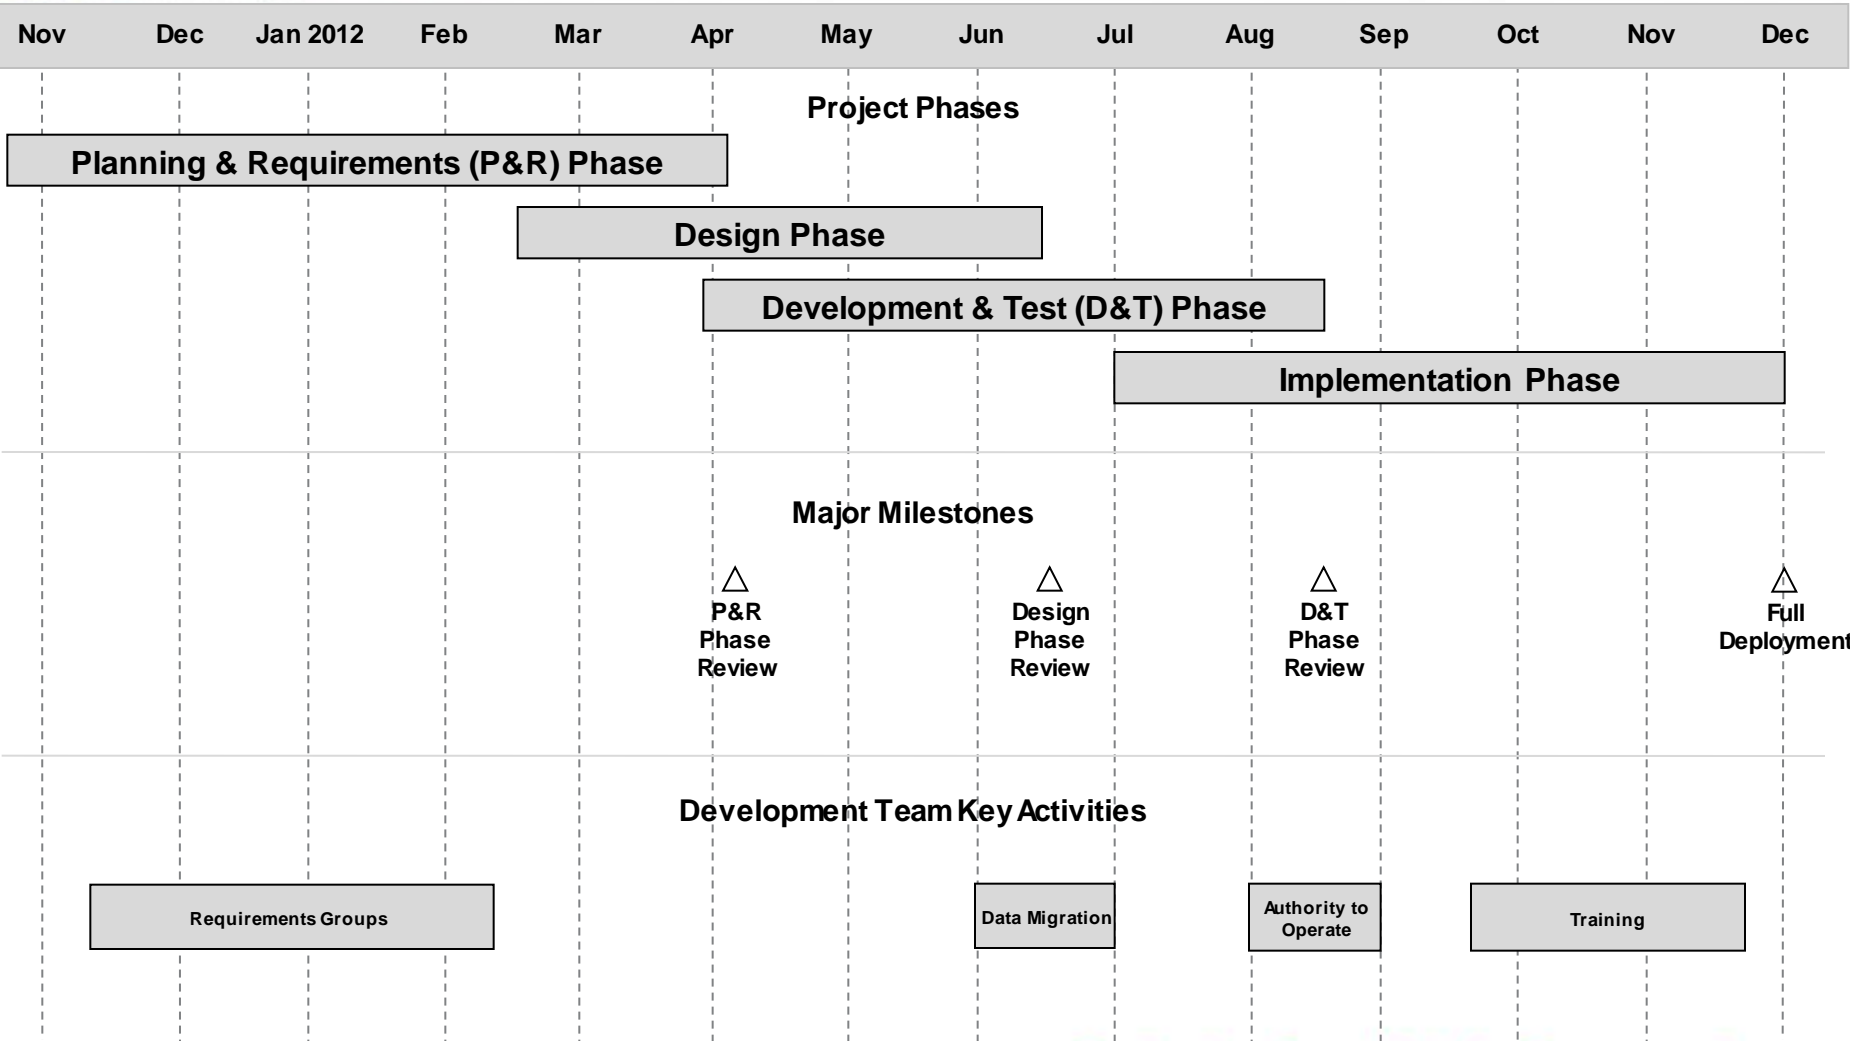 Nov Dec Jan 2012 Feb Mar Apr May Jun Jul Aug Sep Oct Nov Dec
Project Phases
Planning & Requirements (P&R) Phase
Design Phase
Development & Test (D&T) Phase
Implementation Phase
Major Milestones
P&R
Phase
Review
Design
Phase
Review
D&T
Phase
Review
Full
Deployment
Development Team Key Activities
Requirements Groups
Data Migration
Authority to
Operate
Training